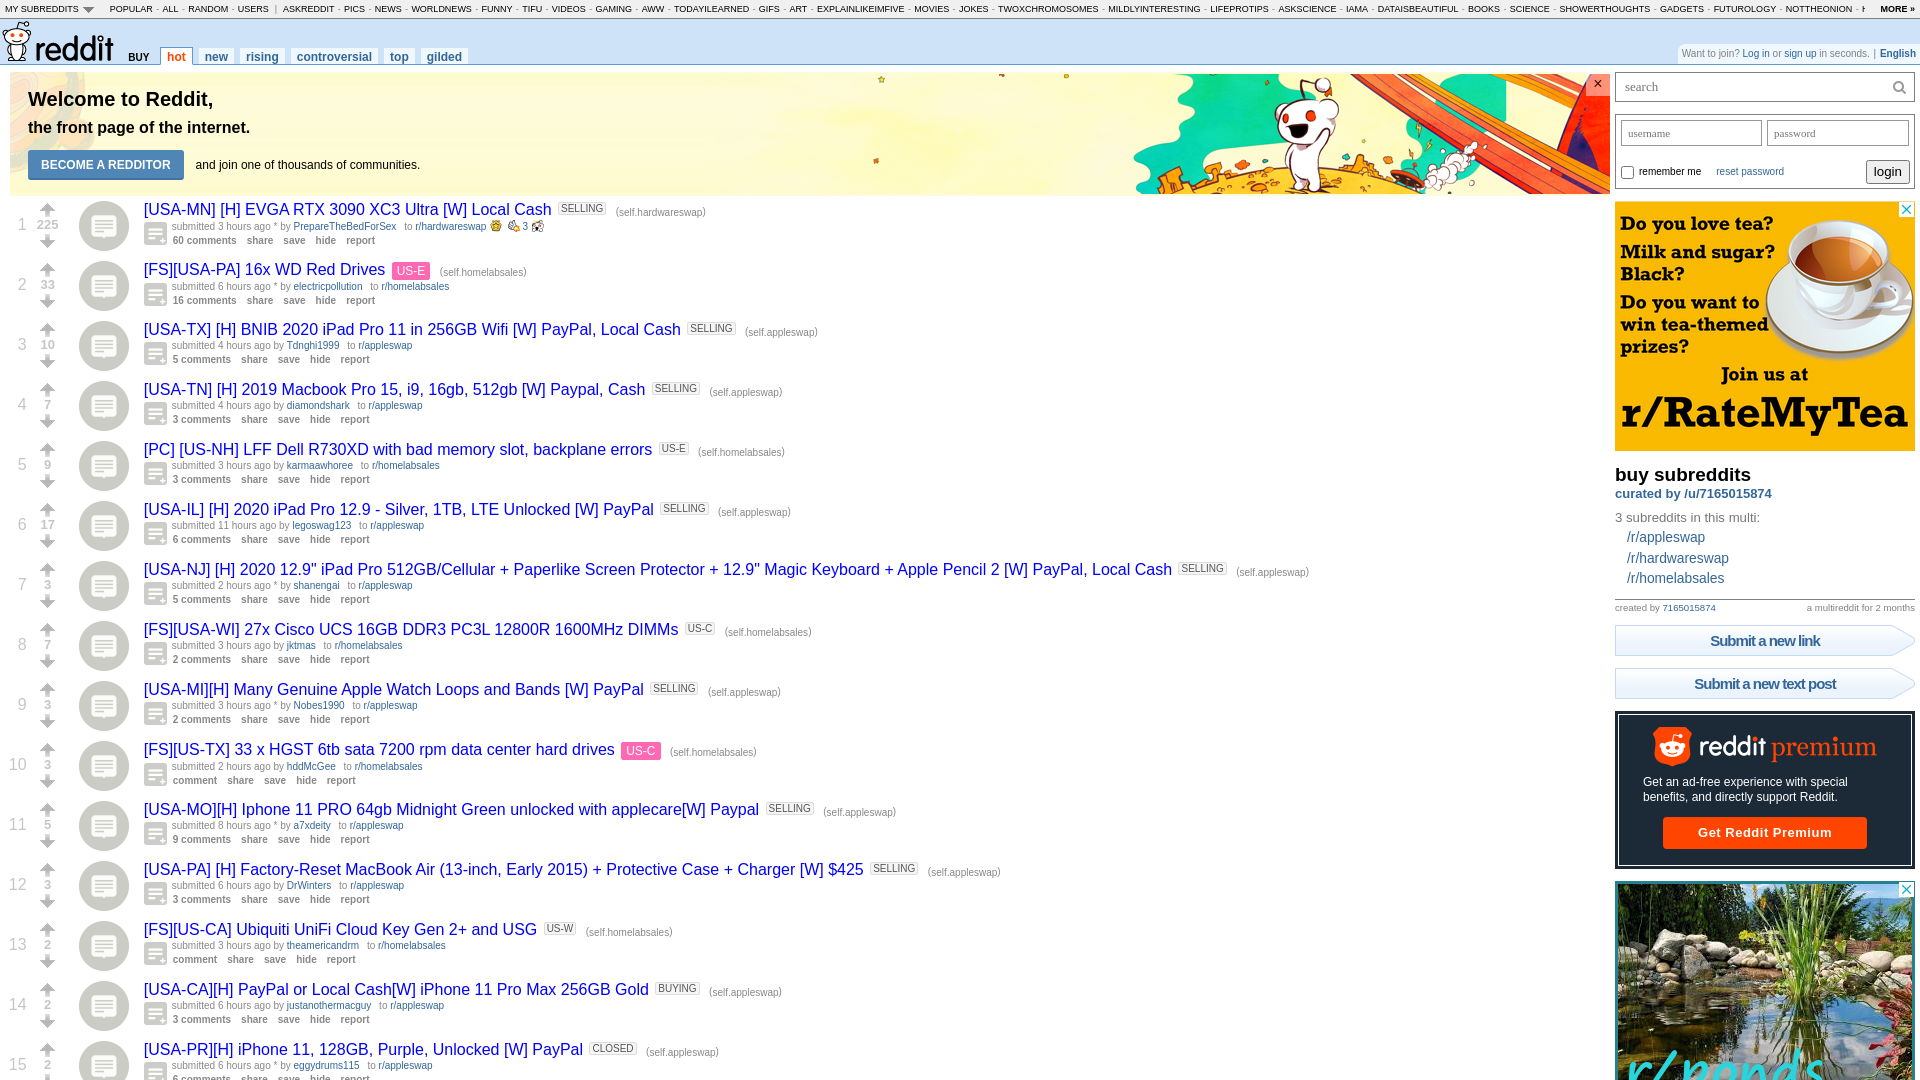 MY SUBREDDITS POPULAR - ALL - RANDOM - USERS | ASKREDDIT - PICS - NEWS - WORLDNEWS - FUNNY - TIFU - VIDEOS - GAMING - AWW - TODAYILEARNED - GIFS - ART - EXPLAINLIKEIMFIVE - MOVIES - JOKES - TWOXCHROMOSOMES - MILDLYINTERESTING - LIFEPROTIPS - ASKSCIENCE - IAMA - DATAISBEAUTIFUL - BOOKS - SCIENCE - SHOWERTHOUGHTS - GADGETS - FUTUROLOGY - NOTTHEONION - MORE »
reddit BUY hot new rising controversial top gilded
Want to join? Log in or sign up in seconds. | English
Welcome to Reddit,
the front page of the internet.
BECOME A REDDITOR and join one of thousands of communities.
×
1 225 [USA-MN] [H] EVGA RTX 3090 XC3 Ultra [W] Local Cash SELLING (self.hardwareswap)
submitted 3 hours ago * by PrepareTheBedForSex to r/hardwareswap 3
60 comments share save hide report
2 33 [FS][USA-PA] 16x WD Red Drives US-E (self.homelabsales)
submitted 6 hours ago * by electricpollution to r/homelabsales
16 comments share save hide report
3 10 [USA-TX] [H] BNIB 2020 iPad Pro 11 in 256GB Wifi [W] PayPal, Local Cash SELLING (self.appleswap)
submitted 4 hours ago by Tdnghi1999 to r/appleswap
5 comments share save hide report
4 7 [USA-TN] [H] 2019 Macbook Pro 15, i9, 16gb, 512gb [W] Paypal, Cash SELLING (self.appleswap)
submitted 4 hours ago by diamondshark to r/appleswap
3 comments share save hide report
5 9 [PC] [US-NH] LFF Dell R730XD with bad memory slot, backplane errors US-E (self.homelabsales)
submitted 3 hours ago by karmaawhoree to r/homelabsales
3 comments share save hide report
6 17 [USA-IL] [H] 2020 iPad Pro 12.9 - Silver, 1TB, LTE Unlocked [W] PayPal SELLING (self.appleswap)
submitted 11 hours ago by legoswag123 to r/appleswap
6 comments share save hide report
7 3 [USA-NJ] [H] 2020 12.9" iPad Pro 512GB/Cellular + Paperlike Screen Protector + 12.9" Magic Keyboard + Apple Pencil 2 [W] PayPal, Local Cash SELLING (self.appleswap)
submitted 2 hours ago * by shanengai to r/appleswap
5 comments share save hide report
8 7 [FS][USA-WI] 27x Cisco UCS 16GB DDR3 PC3L 12800R 1600MHz DIMMs US-C (self.homelabsales)
submitted 3 hours ago by jktmas to r/homelabsales
2 comments share save hide report
9 3 [USA-MI][H] Many Genuine Apple Watch Loops and Bands [W] PayPal SELLING (self.appleswap)
submitted 3 hours ago * by Nobes1990 to r/appleswap
2 comments share save hide report
10 3 [FS][US-TX] 33 x HGST 6tb sata 7200 rpm data center hard drives US-C (self.homelabsales)
submitted 2 hours ago by hddMcGee to r/homelabsales
comment share save hide report
11 5 [USA-MO][H] Iphone 11 PRO 64gb Midnight Green unlocked with applecare[W] Paypal SELLING (self.appleswap)
submitted 8 hours ago * by a7xdeity to r/appleswap
9 comments share save hide report
12 3 [USA-PA] [H] Factory-Reset MacBook Air (13-inch, Early 2015) + Protective Case + Charger [W] $425 SELLING (self.appleswap)
submitted 6 hours ago by DrWinters to r/appleswap
3 comments share save hide report
13 2 [FS][US-CA] Ubiquiti UniFi Cloud Key Gen 2+ and USG US-W (self.homelabsales)
submitted 3 hours ago by theamericandrm to r/homelabsales
comment share save hide report
14 2 [USA-CA][H] PayPal or Local Cash[W] iPhone 11 Pro Max 256GB Gold BUYING (self.appleswap)
submitted 6 hours ago by justanothermacguy to r/appleswap
3 comments share save hide report
15 2 [USA-PR][H] iPhone 11, 128GB, Purple, Unlocked [W] PayPal CLOSED (self.appleswap)
submitted 6 hours ago by eggydrums115 to r/appleswap
6 comments share save hide report
search
username password
remember me reset password login
Do you love tea?
Milk and sugar?
Black?
Do you want to
win tea-themed
prizes?
Join us at
r/RateMyTea
buy subreddits
curated by /u/7165015874
3 subreddits in this multi:
/r/appleswap
/r/hardwareswap
/r/homelabsales
created by 7165015874 a multireddit for 2 months
Submit a new link
Submit a new text post
reddit premium
Get an ad-free experience with special
benefits, and directly support Reddit.
Get Reddit Premium
r/ponds